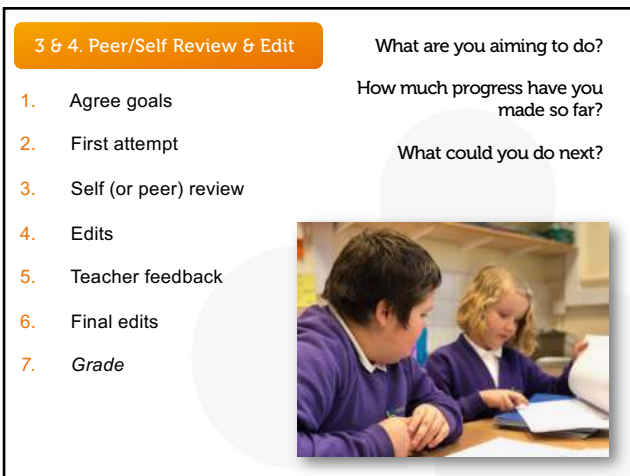 3 & 4. Peer/Self Review & Edit
1. Agree goals
2. First attempt
3. Self (or peer) review
4. Edits
5. Teacher feedback
6. Final edits
7. Grade
What are you aiming to do?
How much progress have you
made so far?
What could you do next?